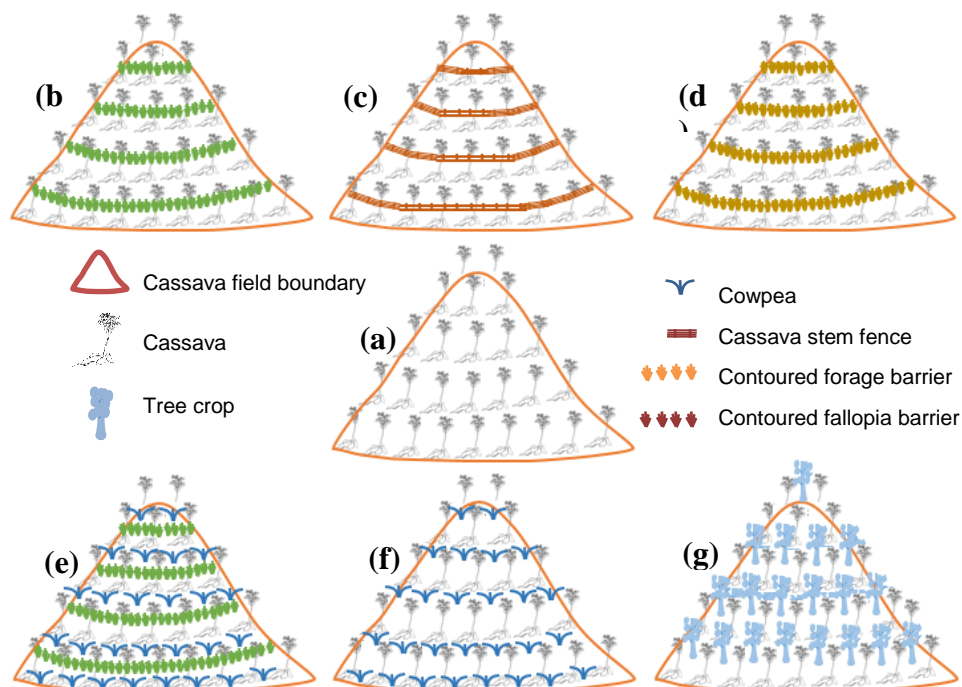 (b)
(c)
(d
)
Cassava field boundary
Cassava
Tree crop
(a)
Cowpea
Cassava stem fence
Contoured forage barrier
Contoured fallopia barrier
(e)
(f)
(g)